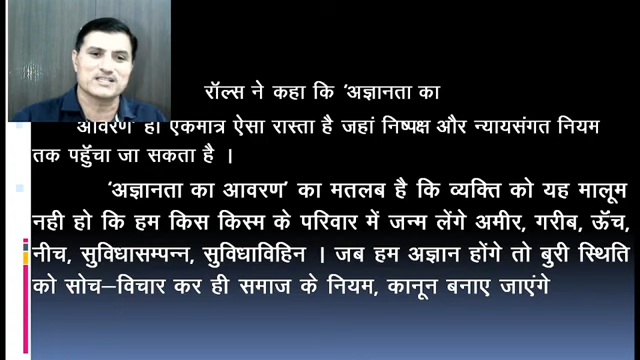 रॉल्स ने कहा कि ‘अज्ञानता का
आवरण’ ही एकमात्र ऐसा रास्ता है जहां निष्पक्ष और न्यायसंगत नियम
तक पहुँचा जा सकता है ।
‘अज्ञानता का आवरण’ का मतलब है कि व्यक्ति को यह मालूम
नही हो कि हम किस किस्म के परिवार में जन्म लेंगे अमीर, गरीब, ऊँच,
नीच, सुविधासम्पन्न, सुविधाविहिन । जब हम अज्ञान होंगे तो बुरी स्थिति
को सोच–विचार कर ही समाज के नियम, कानून बनाए जाएंगे